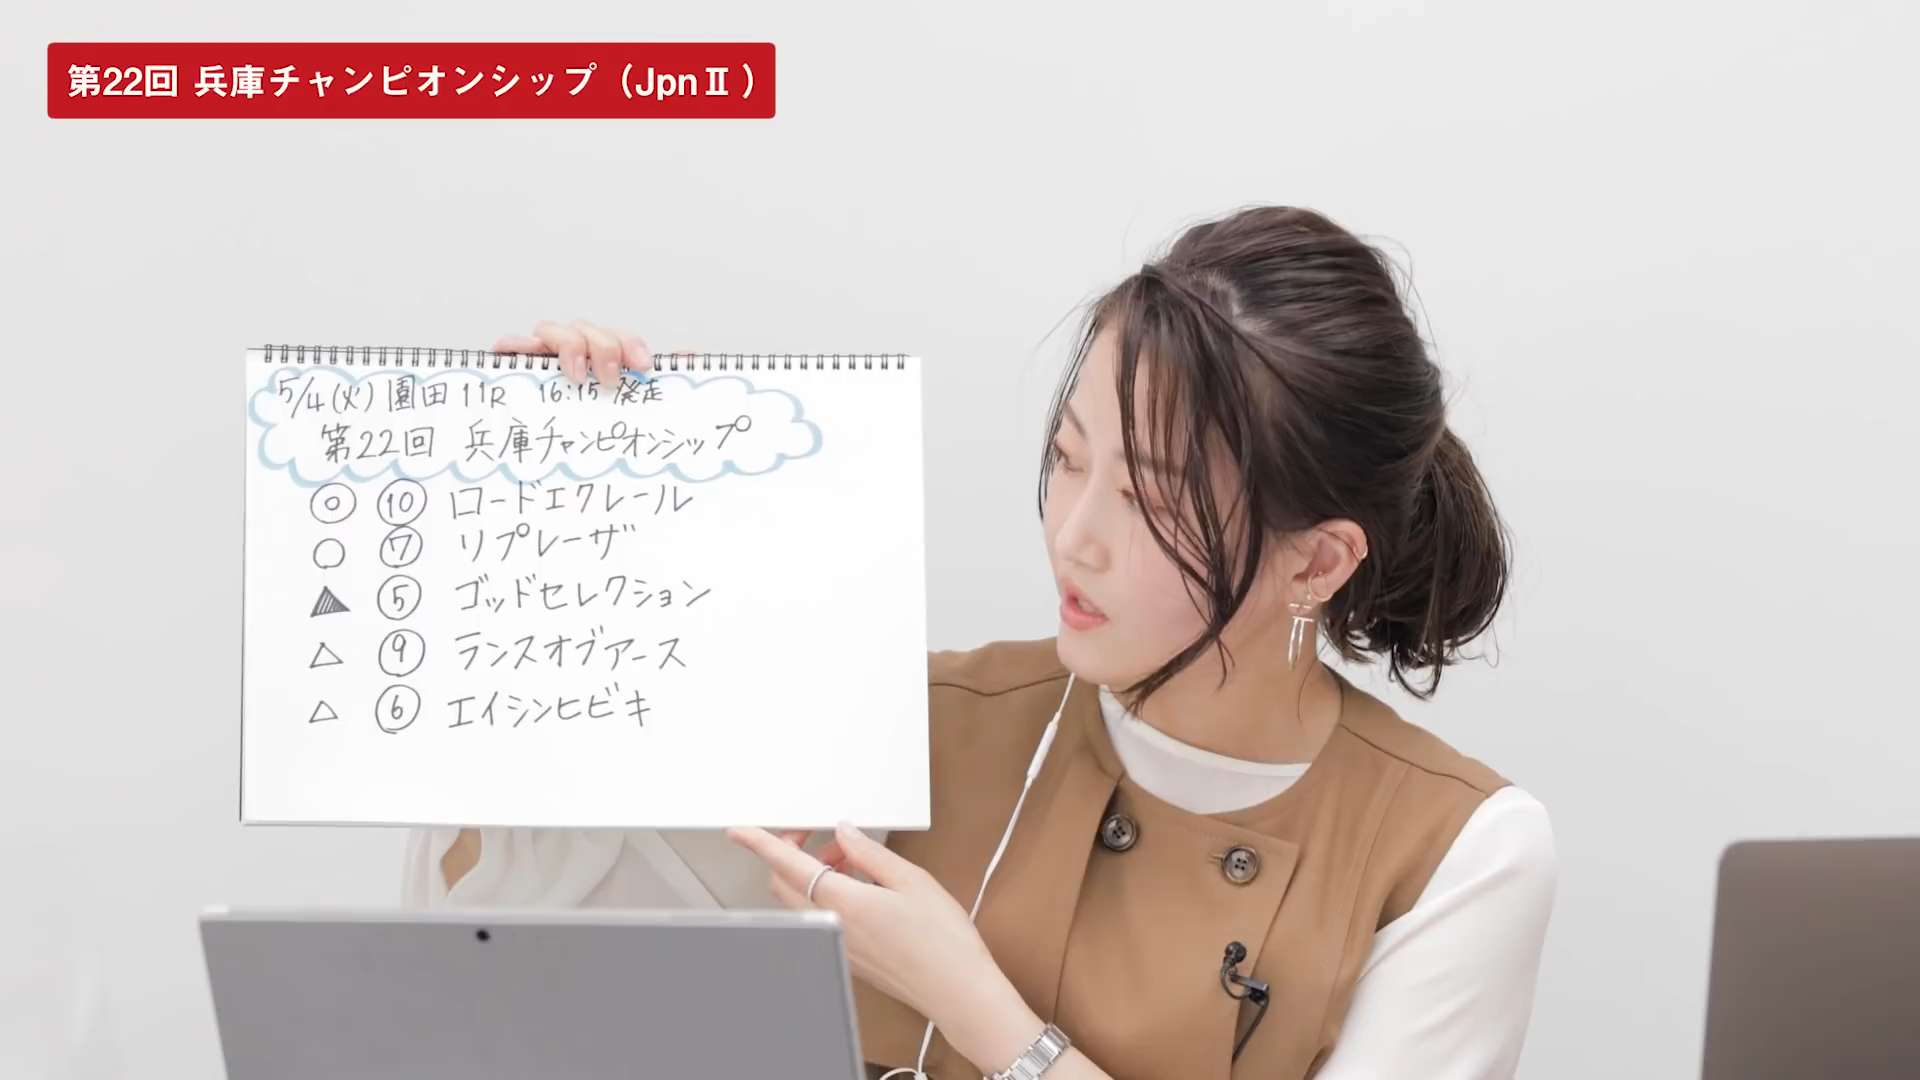 第22回 兵庫チャンピオンシップ（JpnⅡ）
5/4(火) 園田 11R 16:15 発走
第22回 兵庫チャンピオンシップ
◎ ⑩ ロードエクレール
○ ⑦ リプレーザ
▲ ⑤ ゴッドセレクション
△ ⑨ ランスオブアース
△ ⑥ エイシンヒビキ